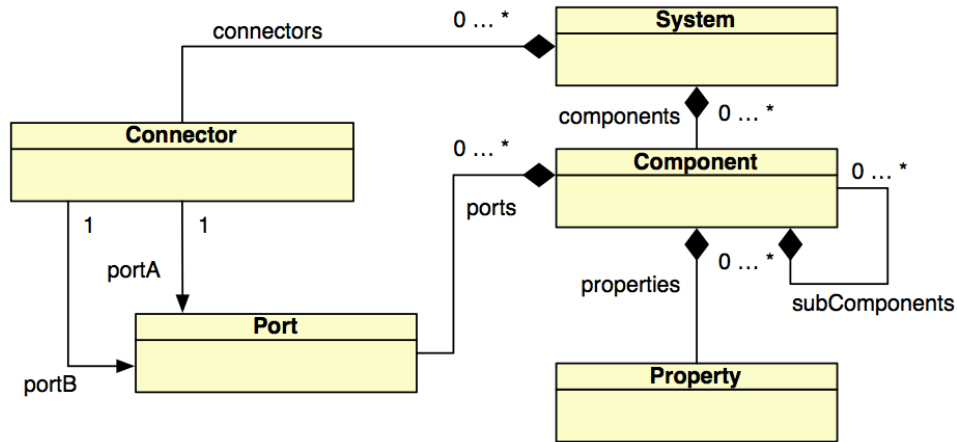 0 ... *
System
connectors
components
0 ... *
Connector
0 ... *
Component
0 ... *
ports
1
1
portA
properties
0 ... *
subComponents
Port
portB
Property